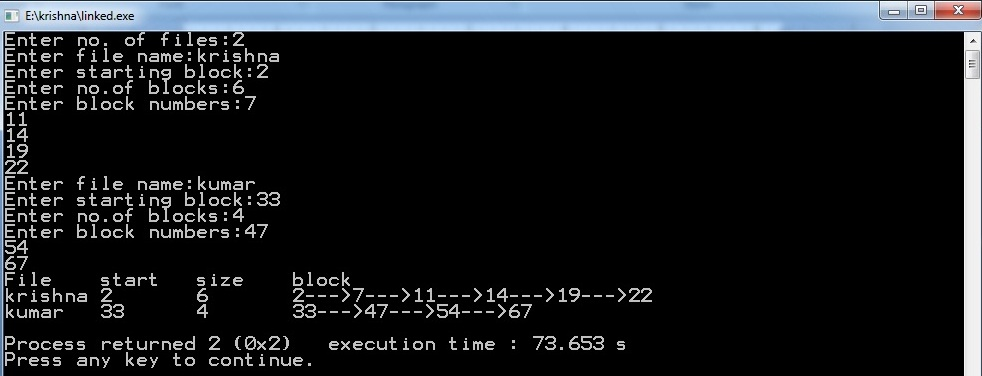 E:\krishna\linked.exe
Enter no. of files:2
Enter file name:krishna
Enter starting block:2
Enter no.of blocks:6
Enter block numbers:7
11
14
19
22
Enter file name:kumar
Enter starting block:33
Enter no.of blocks:4
Enter block numbers:47
54
67
File    start   size    block
krishna 2       6       2--->7--->11--->14--->19--->22
kumar   33      4       33--->47--->54--->67
Process returned 2 (0x2)   execution time : 73.653 s
Press any key to continue.